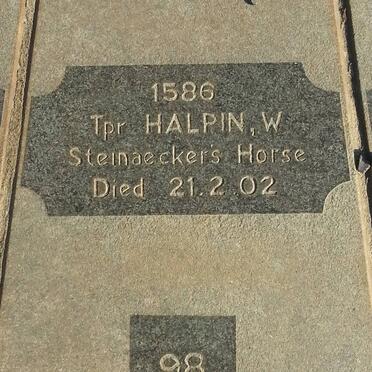 1586
Tpr HALPIN, W
Steinaeckers Horse
Died 21.2.02
98